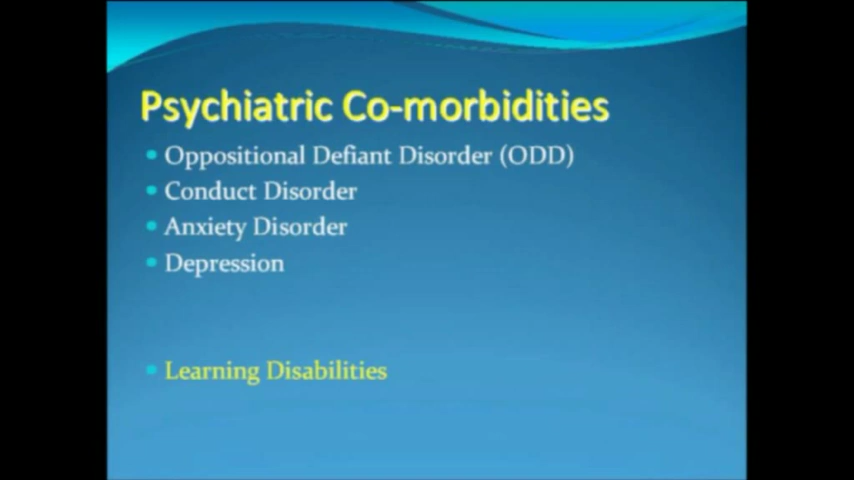 Psychiatric Co-morbidities
• Oppositional Defiant Disorder (ODD)
• Conduct Disorder
• Anxiety Disorder
• Depression
• Learning Disabilities